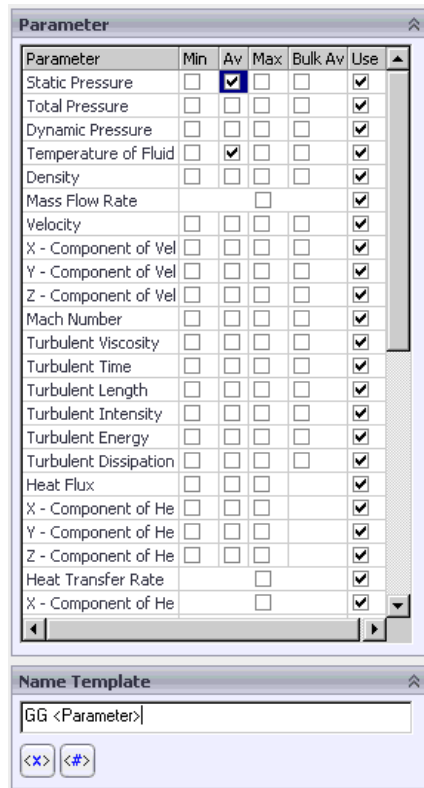 Parameter
Parameter Min Av Max Bulk Av Use
Static Pressure
Total Pressure
Dynamic Pressure
Temperature of Fluid
Density
Mass Flow Rate
Velocity
X - Component of Vel
Y - Component of Vel
Z - Component of Vel
Mach Number
Turbulent Viscosity
Turbulent Time
Turbulent Length
Turbulent Intensity
Turbulent Energy
Turbulent Dissipation
Heat Flux
X - Component of He
Y - Component of He
Z - Component of He
Heat Transfer Rate
X - Component of He
Name Template
GG <Parameter>
<x> <#>